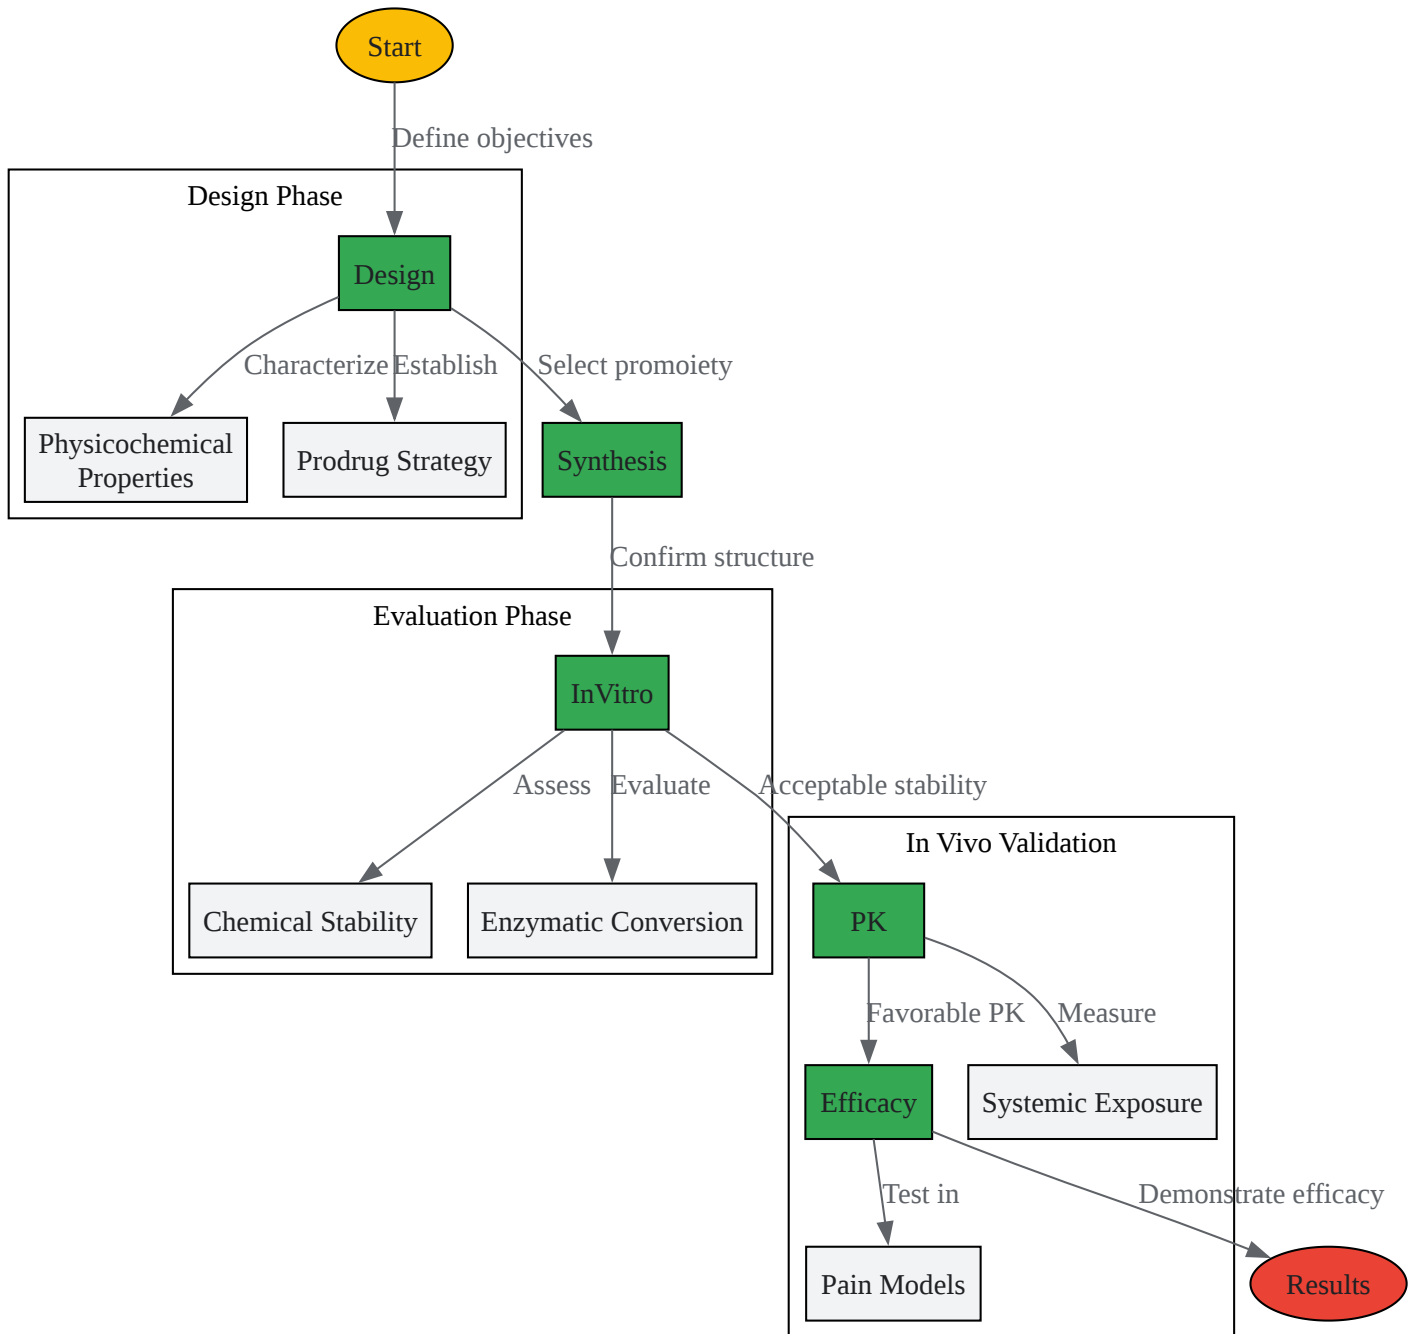 Start
Define objectives
Design Phase
Design
Characterize
Establish
Select promoiety
Physicochemical
Properties
Prodrug Strategy
Synthesis
Confirm structure
Evaluation Phase
InVitro
Assess
Evaluate
Acceptable stability
In Vivo Validation
Chemical Stability
Enzymatic Conversion
PK
Favorable PK
Measure
Efficacy
Systemic Exposure
Test in
Demonstrate efficacy
Pain Models
Results